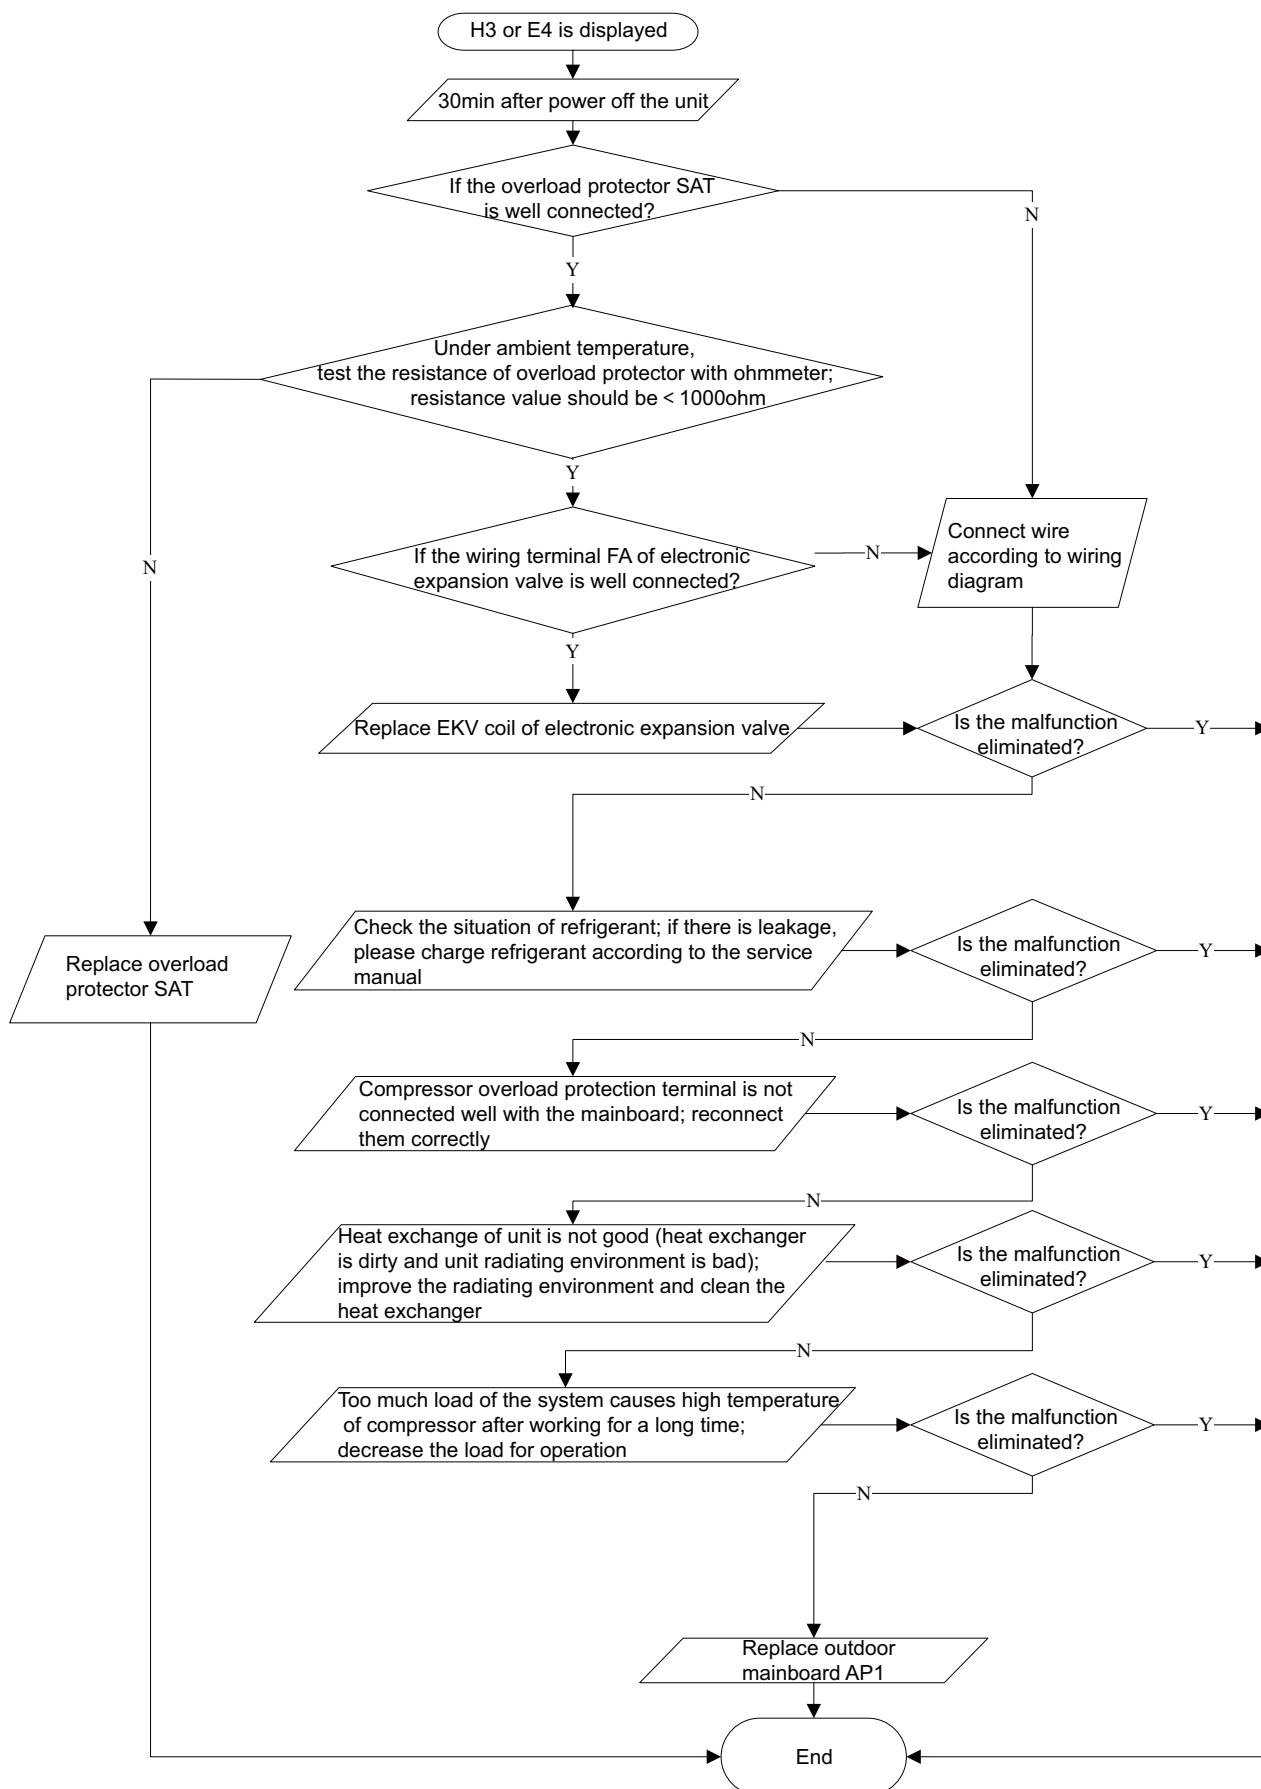 H3 or E4 is displayed
30min after power off the unit
If the overload protector SAT
is well connected?
N
Y
Under ambient temperature,
test the resistance of overload protector with ohmmeter;
resistance value should be < 1000ohm
Y
N
If the wiring terminal FA of electronic
expansion valve is well connected?
N
Connect wire
according to wiring
diagram
Y
Replace EKV coil of electronic expansion valve
Is the malfunction
eliminated?
Y
N
Check the situation of refrigerant; if there is leakage,
please charge refrigerant according to the service
manual
Is the malfunction
eliminated?
Y
Replace overload
protector SAT
N
Compressor overload protection terminal is not
connected well with the mainboard; reconnect
them correctly
Is the malfunction
eliminated?
Y
N
Heat exchange of unit is not good (heat exchanger
is dirty and unit radiating environment is bad);
improve the radiating environment and clean the
heat exchanger
Is the malfunction
eliminated?
Y
N
Too much load of the system causes high temperature
of compressor after working for a long time;
decrease the load for operation
Is the malfunction
eliminated?
Y
N
Replace outdoor
mainboard AP1
End